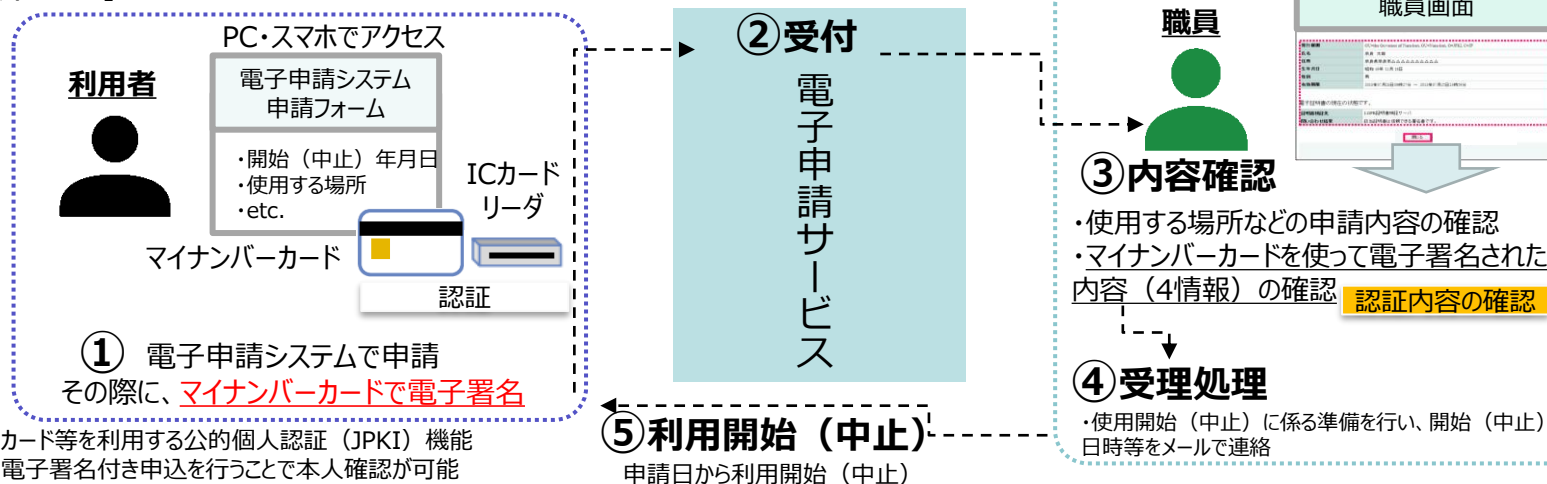 PC・スマホでアクセス
利用者
電子申請システム
申請フォーム
・開始（中止）年月日
・使用する場所
・etc.
ICカード
リーダ
マイナンバーカード
認証
① 電子申請システムで申請
その際に、マイナンバーカードで電子署名
カード等を利用する公的個人認証（JPKI）機能
電子署名付き申込を行うことで本人確認が可能
②受付
電子申請サービス
⑤利用開始（中止）
申請日から利用開始（中止）
職員
職員画面
③内容確認
・使用する場所などの申請内容の確認
・マイナンバーカードを使って電子署名された
内容（4情報）の確認
認証内容の確認
④受理処理
・使用開始（中止）に係る準備を行い、開始（中止）
日時等をメールで連絡